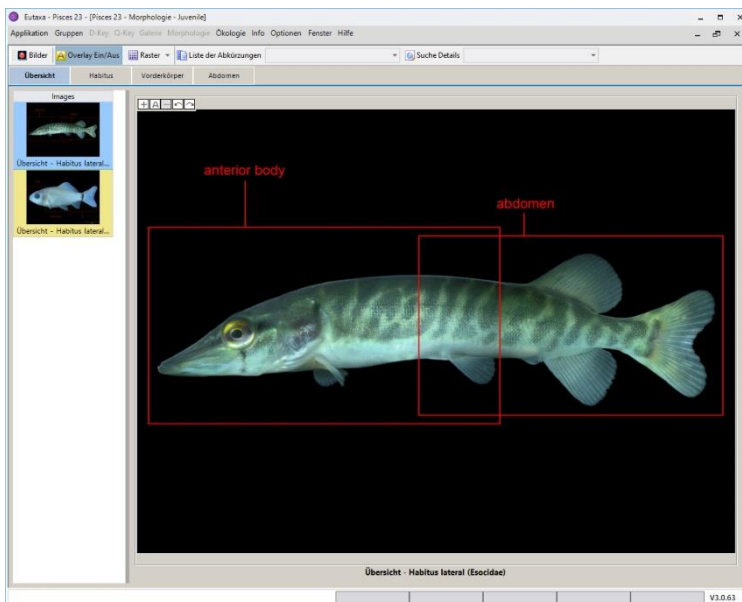 Eutaxa - Pisces 23 - [Pisces 23 - Morphologie - Juvenile]
Applikation Gruppen D-Key Q-Key Galerie Morphologie Ökologie Info Optionen Fenster Hilfe
Bilder Overlay Ein/Aus Raster Liste der Abkürzungen Suche Details
Übersicht Habitus Vorderkörper Abdomen
Images
Übersicht - Habitus lateral...
Übersicht - Habitus lateral...
A
anterior body
abdomen
Übersicht - Habitus lateral (Esocidae)
V3.0.63